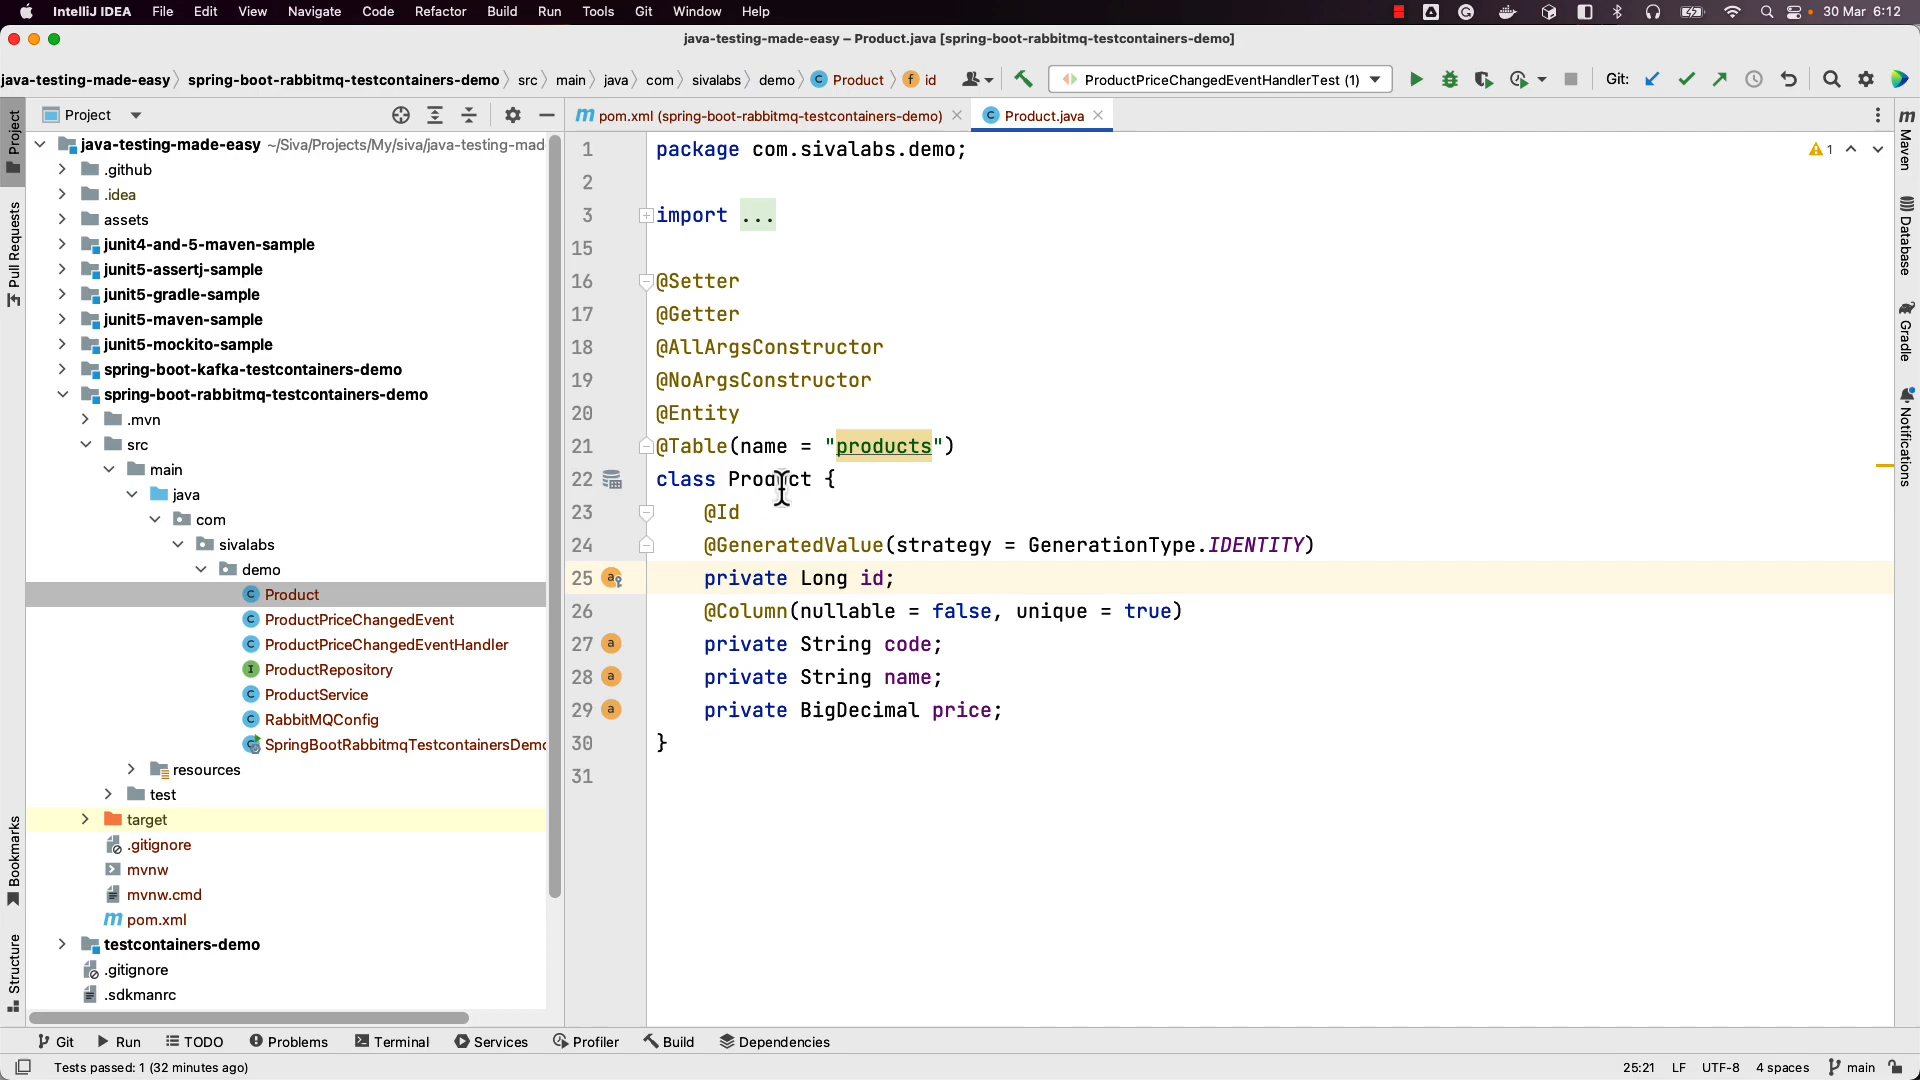 IntelliJ IDEA File Edit View Navigate Code Refactor Build Run Tools Git Window Help 30 Mar 6:12
java-testing-made-easy – Product.java [spring-boot-rabbitmq-testcontainers-demo]
java-testing-made-easy spring-boot-rabbitmq-testcontainers-demo src main java com sivalabs demo Product id ProductPriceChangedEventHandlerTest (1) Git:
Project
pom.xml (spring-boot-rabbitmq-testcontainers-demo) Product.java
java-testing-made-easy ~/Siva/Projects/My/siva/java-testing-mad
.github
.idea
assets
junit4-and-5-maven-sample
junit5-assertj-sample
junit5-gradle-sample
junit5-maven-sample
junit5-mockito-sample
spring-boot-kafka-testcontainers-demo
spring-boot-rabbitmq-testcontainers-demo
.mvn
src
main
java
com
sivalabs
demo
Product
ProductPriceChangedEvent
ProductPriceChangedEventHandler
ProductRepository
ProductService
RabbitMQConfig
SpringBootRabbitmqTestcontainersDemo
resources
test
target
.gitignore
mvnw
mvnw.cmd
pom.xml
testcontainers-demo
.gitignore
.sdkmanrc
1 package com.sivalabs.demo;
2
3 import ...
15
16 @Setter
17 @Getter
18 @AllArgsConstructor
19 @NoArgsConstructor
20 @Entity
21 @Table(name = "products")
22 class Product {
23 @Id
24 @GeneratedValue(strategy = GenerationType.IDENTITY)
25 private Long id;
26 @Column(nullable = false, unique = true)
27 private String code;
28 private String name;
29 private BigDecimal price;
30 }
31
1
Project
Pull Requests
Bookmarks
Structure
Maven
Database
Gradle
Notifications
Git Run TODO Problems Terminal Services Profiler Build Dependencies
Tests passed: 1 (32 minutes ago) 25:21 LF UTF-8 4 spaces main